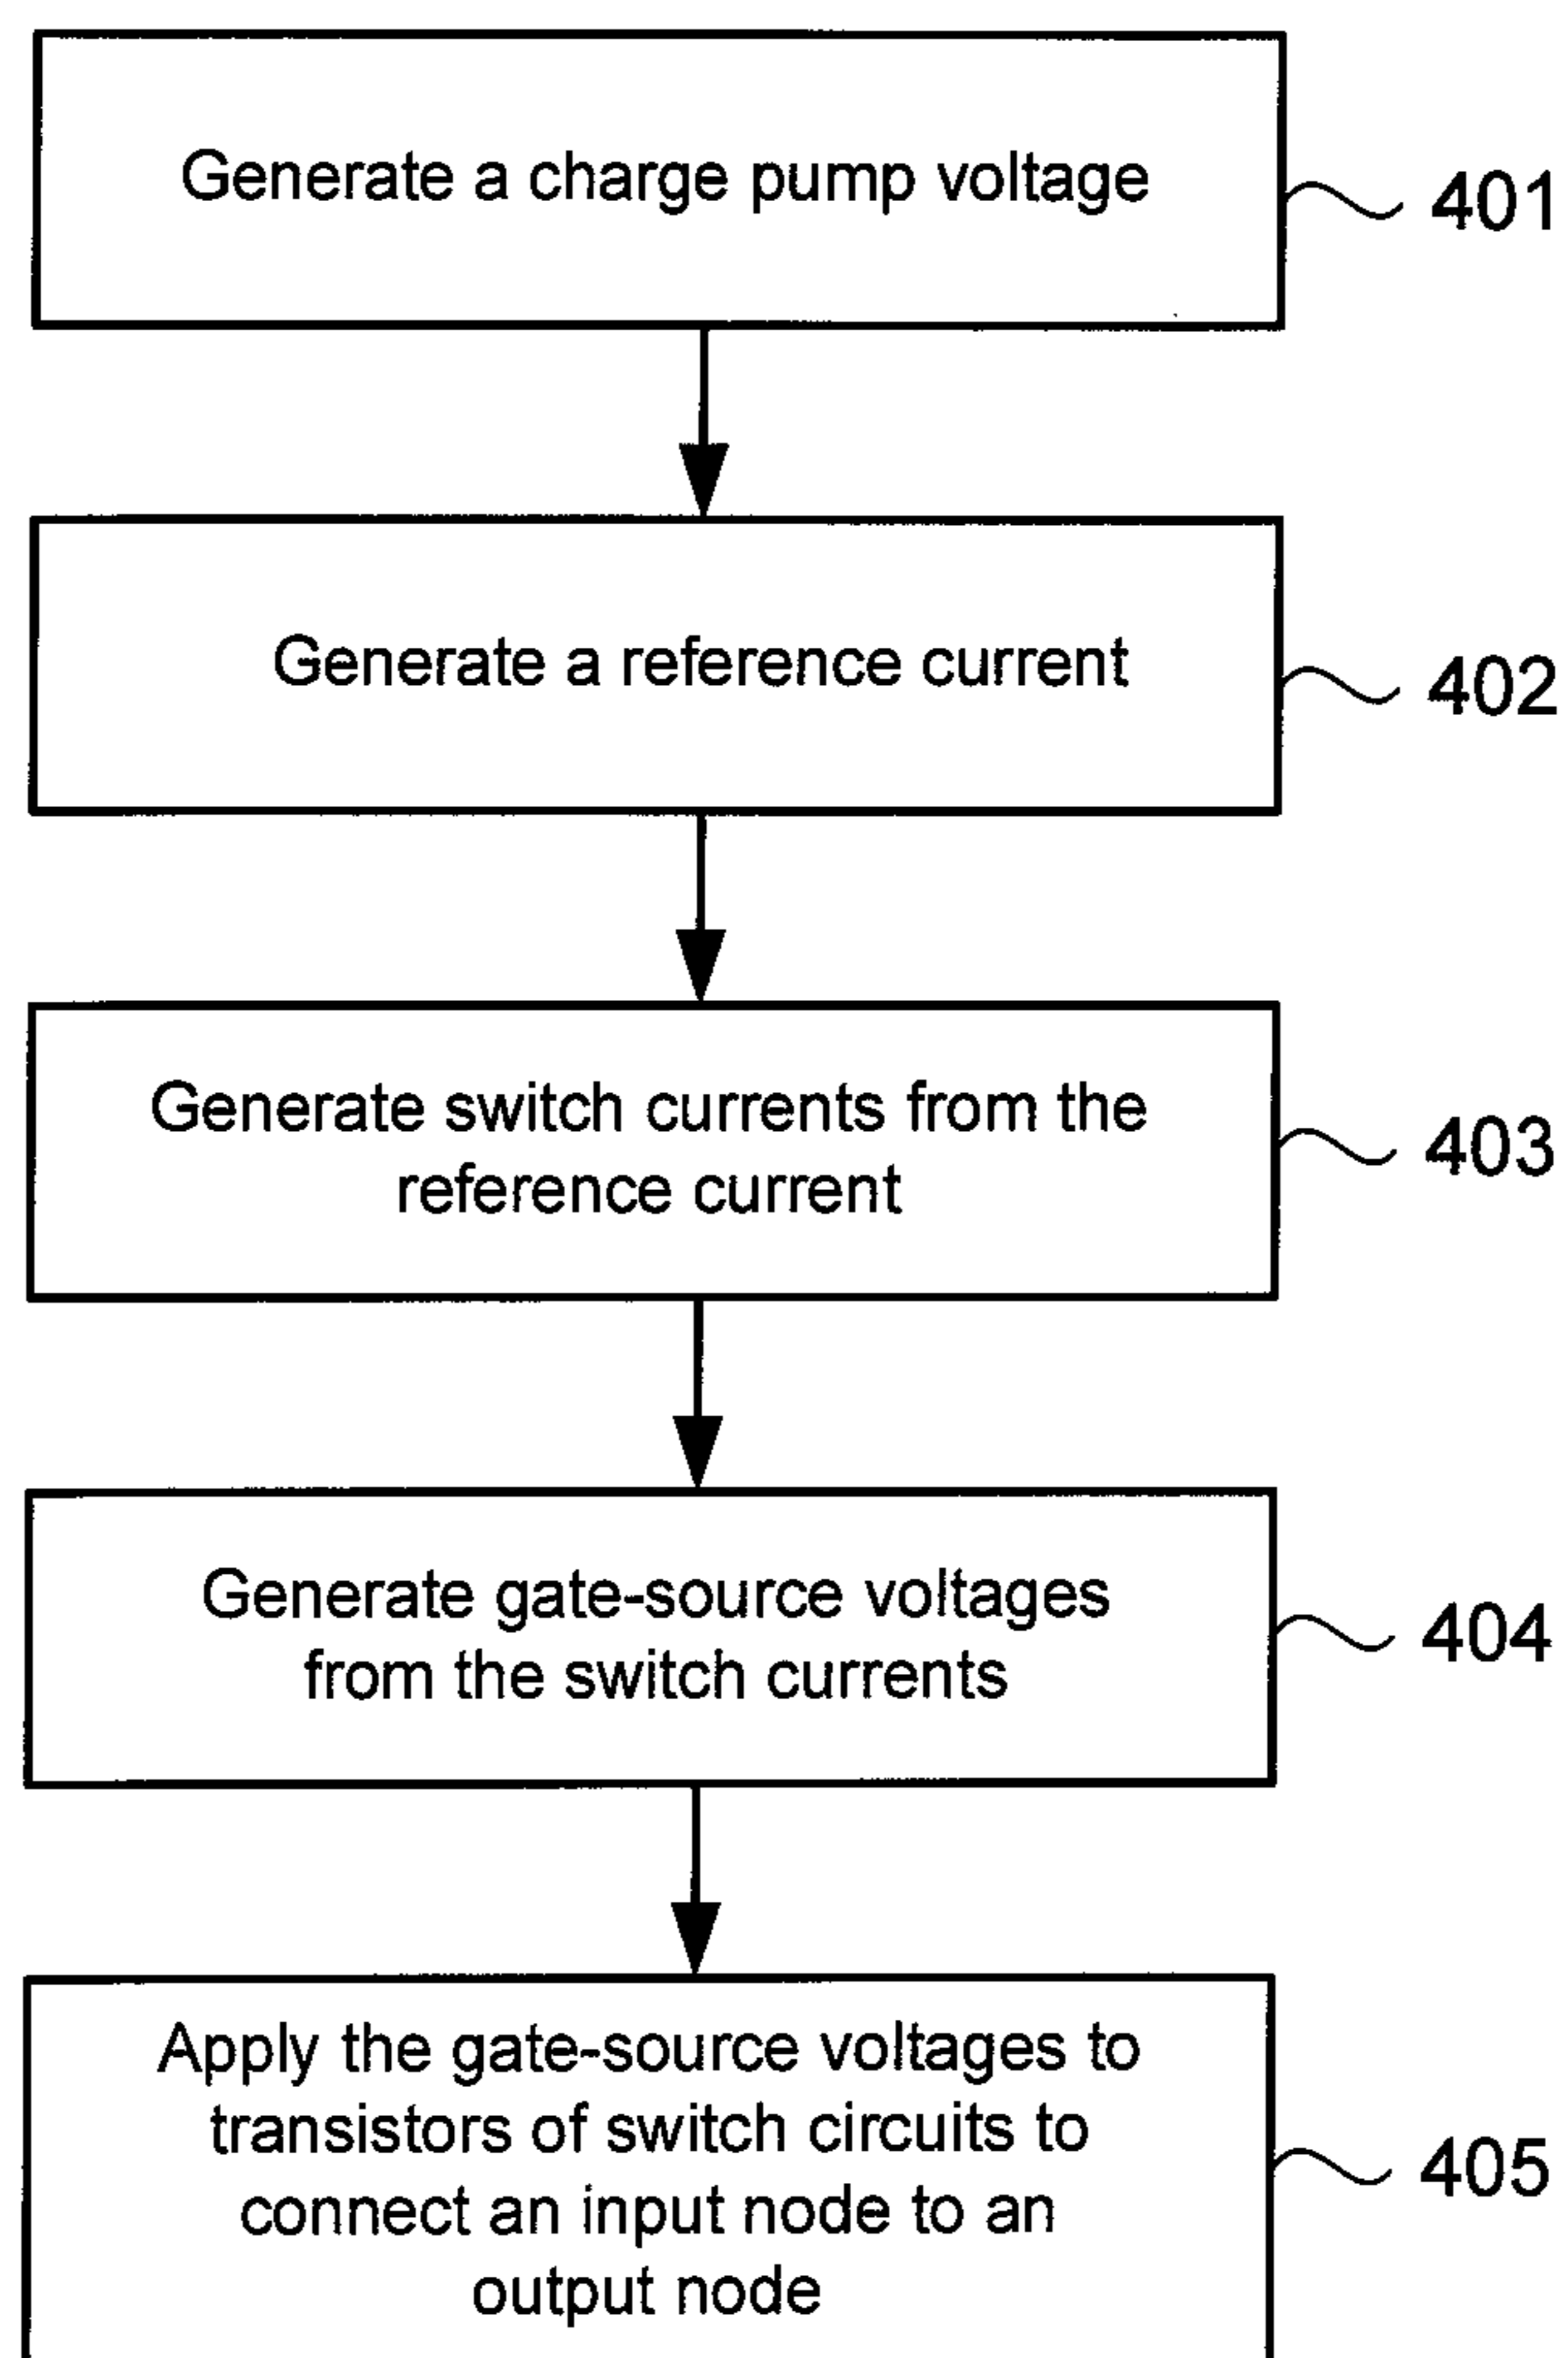 Generate a charge pump voltage
401
Generate a reference current
402
Generate switch currents from the
reference current
403
Generate gate-source voltages
from the switch currents
404
Apply the gate-source voltages to
transistors of switch circuits to
connect an input node to an
output node
405